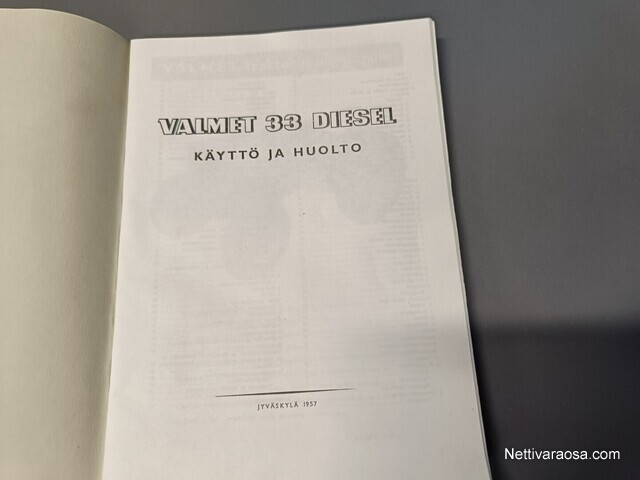 VALMET 33 DIESEL
KÄYTTÖ JA HUOLTO
JYVÄSKYLÄ 1957
Nettivaraosa.com